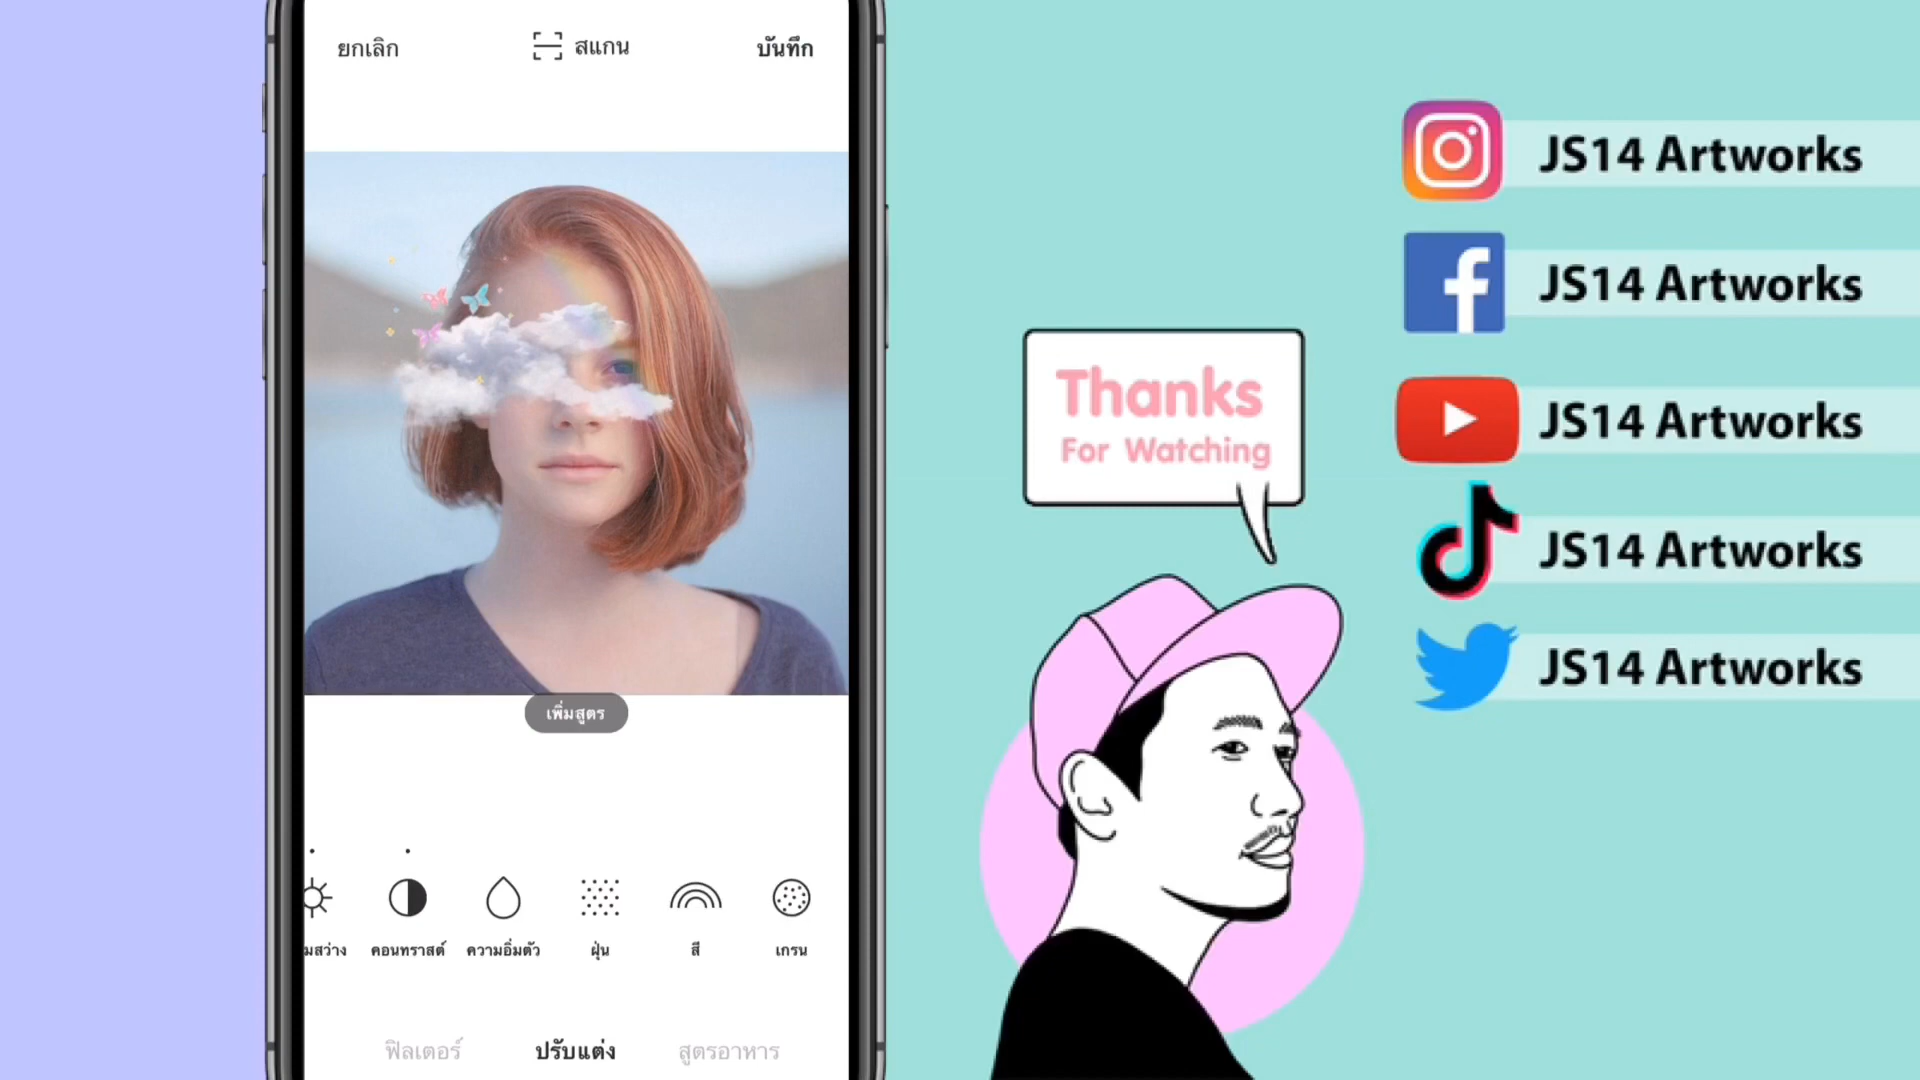 ยกเลิก
สแกน
บันทึก
เพิ่มสูตร
มสว่าง
คอนทราสต์
ความอิ่มตัว
ฝุ่น
สี
เกรน
ฟิลเตอร์
ปรับแต่ง
สูตรอาหาร
Thanks
For Watching
JS14 Artworks
JS14 Artworks
JS14 Artworks
JS14 Artworks
JS14 Artworks